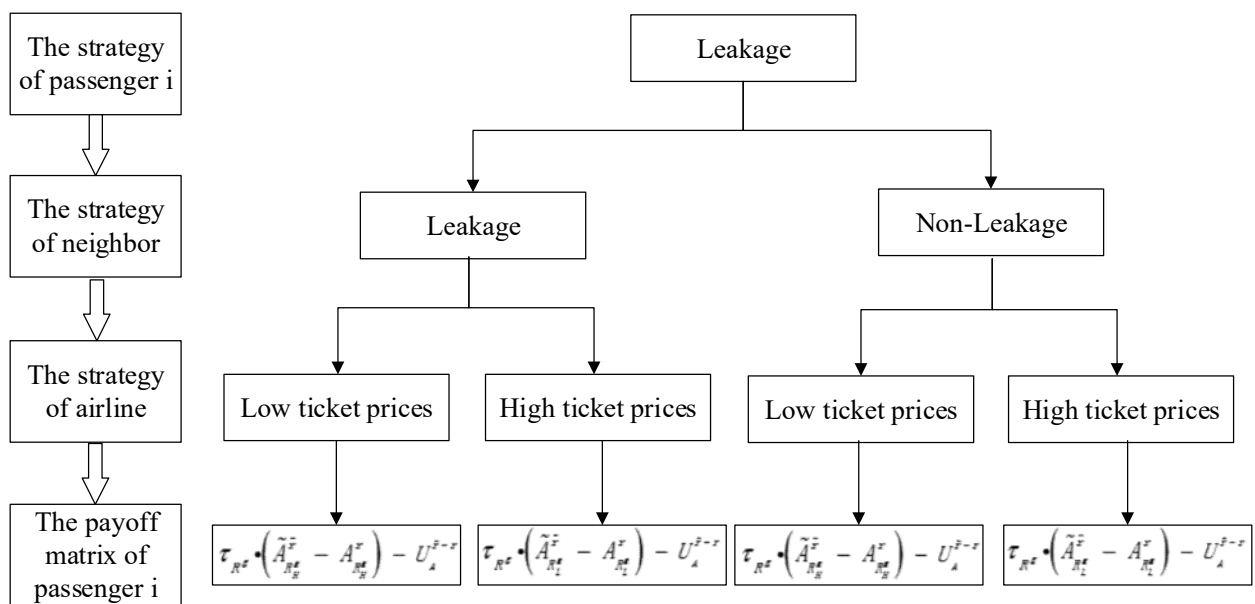 The strategy
of passenger i
Leakage
The strategy
of neighbor
Leakage
Non-Leakage
The strategy
of airline
Low ticket prices
High ticket prices
Low ticket prices
High ticket prices
The payoff
matrix of
passenger i